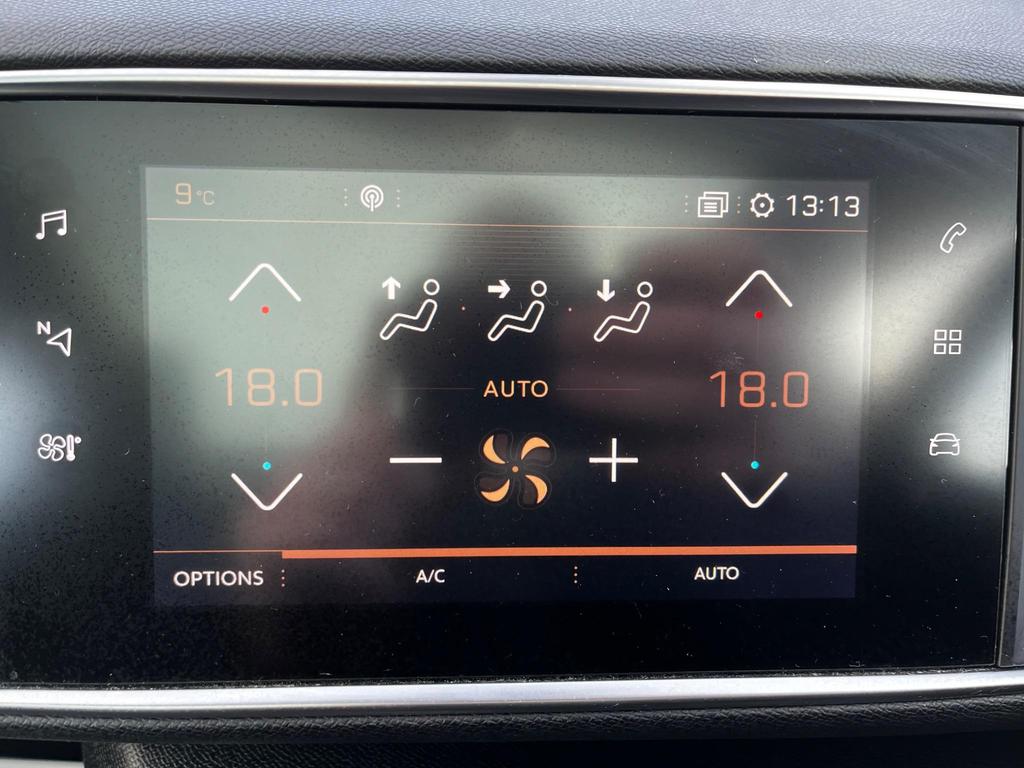 9°C 13:13
N
18.0 AUTO 18.0
OPTIONS A/C AUTO